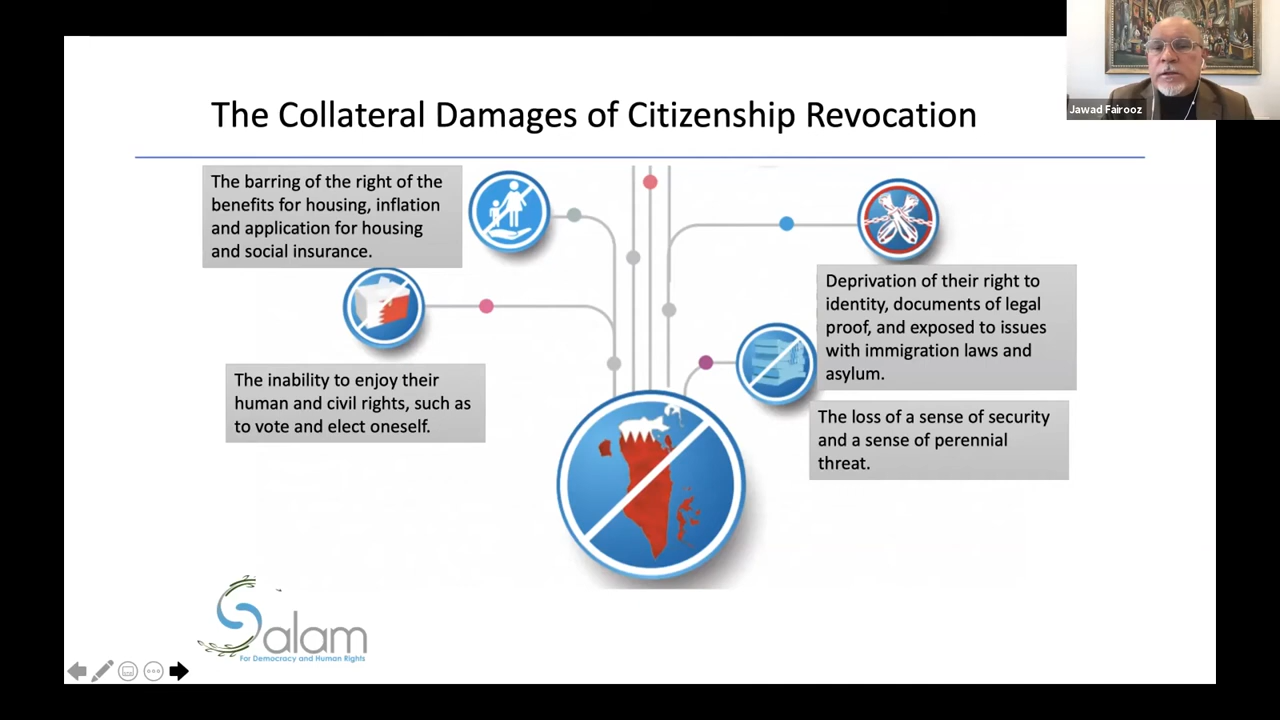 Jawad Fairooz
The Collateral Damages of Citizenship Revocation
The barring of the right of the
benefits for housing, inflation
and application for housing
and social insurance.
The inability to enjoy their
human and civil rights, such as
to vote and elect oneself.
Deprivation of their right to
identity, documents of legal
proof, and exposed to issues
with immigration laws and
asylum.
The loss of a sense of security
and a sense of perennial
threat.
Salam
For Democracy and Human Rights